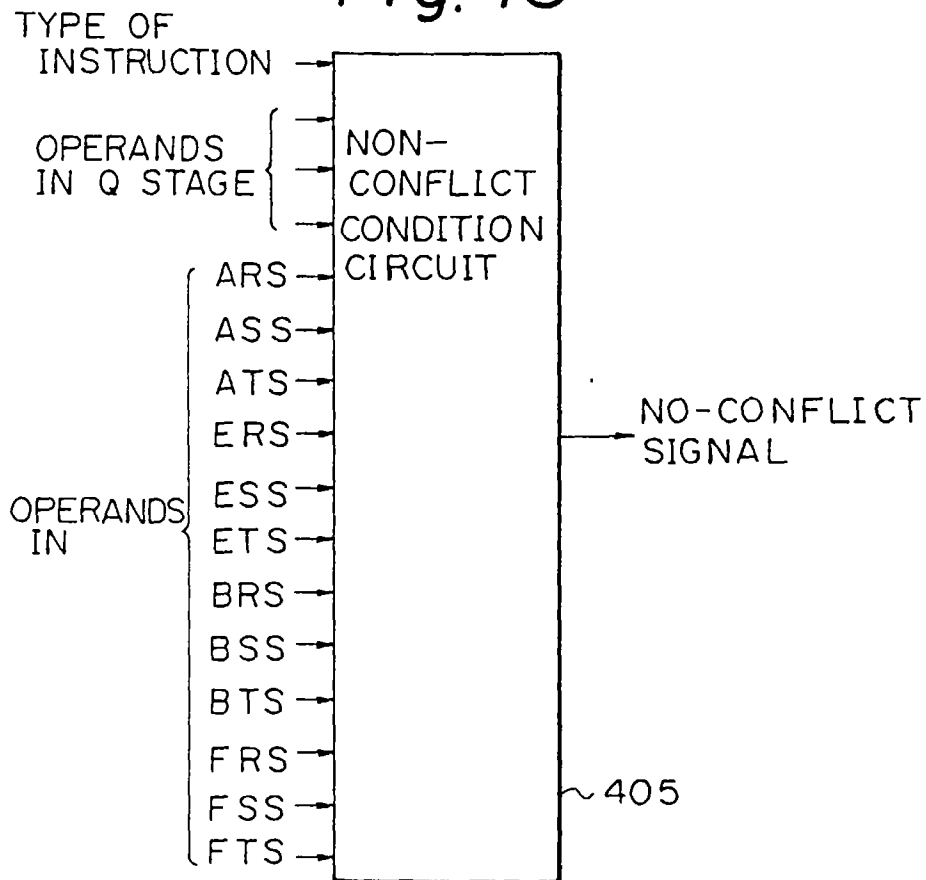 TYPE OF
INSTRUCTION
OPERANDS
IN Q STAGE
NON-
CONFLICT
CONDITION
CIRCUIT
ARS
ASS
ATS
ERS
ESS
ETS
BRS
BSS
BTS
FRS
FSS
FTS
OPERANDS
IN
NO-CONFLICT
SIGNAL
405